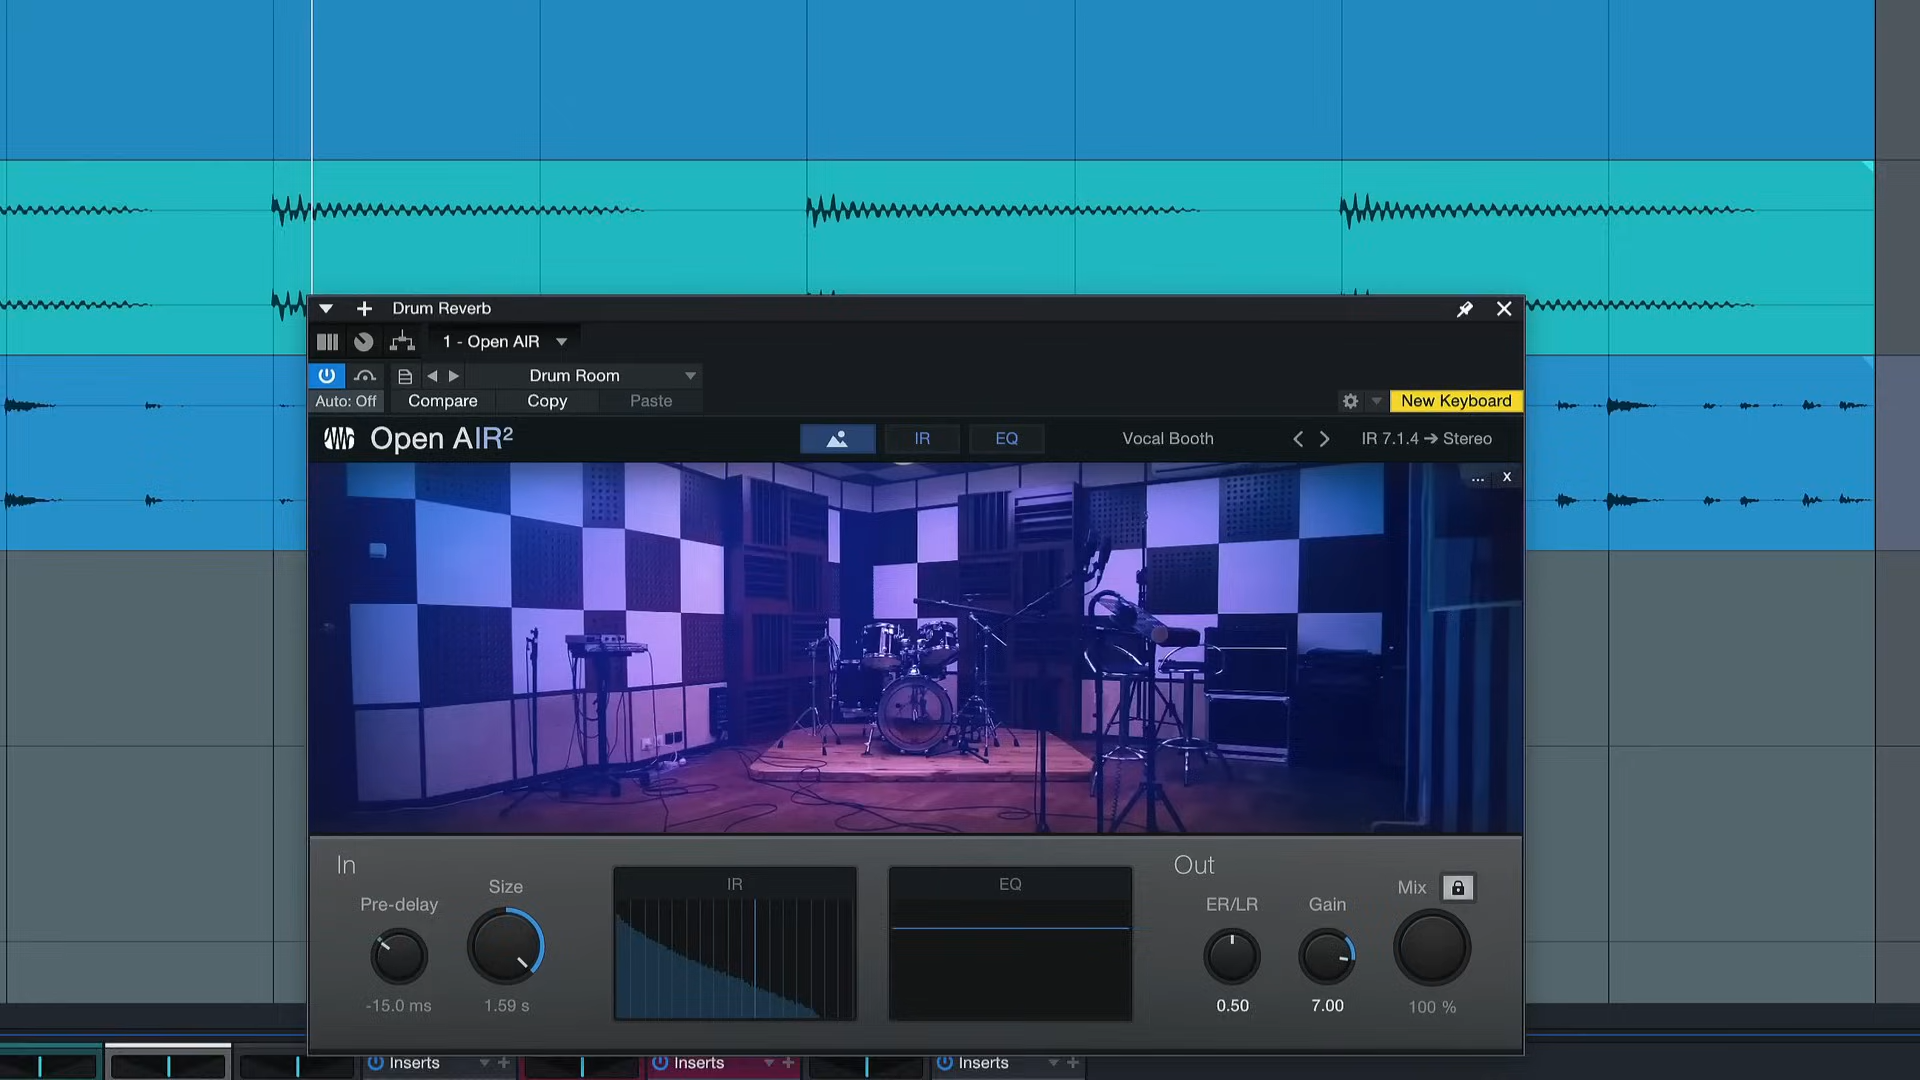 Drum Reverb
1 - Open AIR
Drum Room
Auto: Off Compare Copy Paste New Keyboard
Open AIR² IR EQ Vocal Booth IR 7.1.4 → Stereo
... x
In Out
Size IR EQ Mix
Pre-delay ER/LR Gain
-15.0 ms 1.59 s 0.50 7.00 100 %
Inserts Inserts Inserts